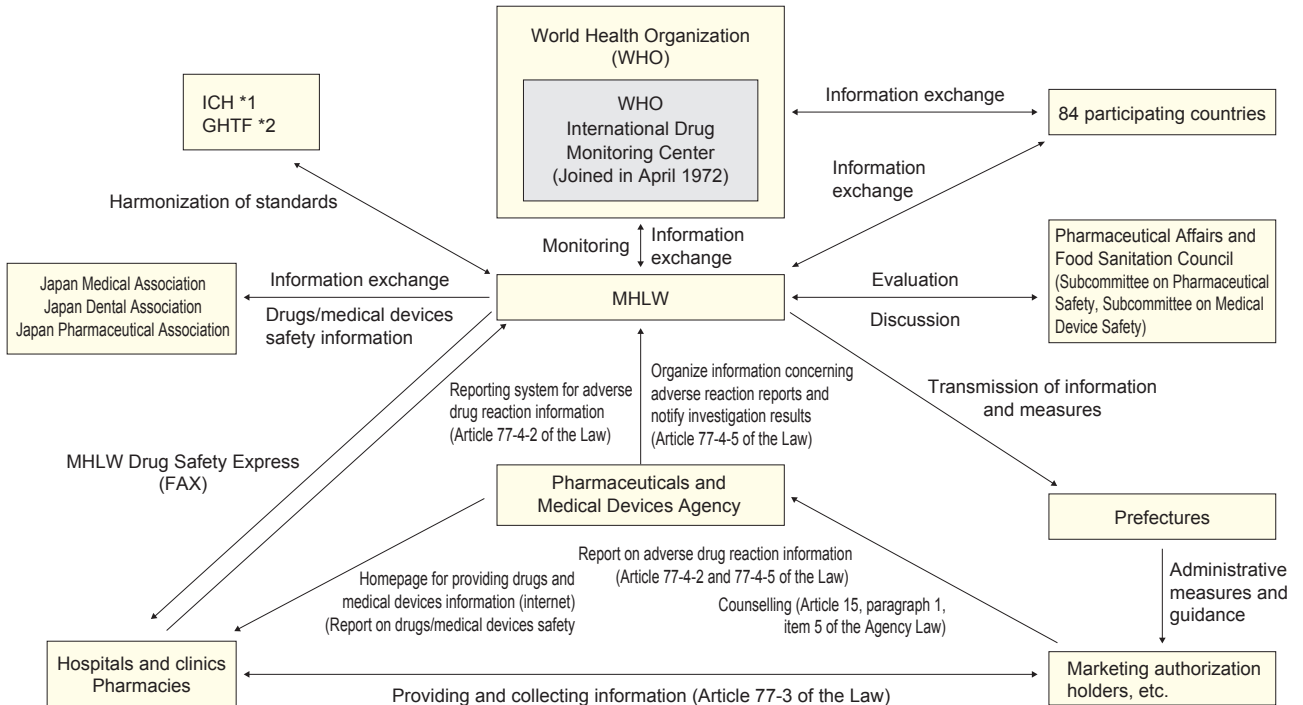 World Health Organization
(WHO)
WHO
International Drug
Monitoring Center
(Joined in April 1972)
ICH *1
GHTF *2
Information exchange
84 participating countries
Information
exchange
Harmonization of standards
Monitoring
Information
exchange
Pharmaceutical Affairs and
Food Sanitation Council
(Subcommittee on Pharmaceutical
Safety, Subcommittee on Medical
Device Safety)
Japan Medical Association
Japan Dental Association
Japan Pharmaceutical Association
Information exchange
Drugs/medical devices
safety information
MHLW
Evaluation
Discussion
Reporting system for adverse
drug reaction information
(Article 77-4-2 of the Law)
Organize information concerning
adverse reaction reports and
notify investigation results
(Article 77-4-5 of the Law)
Transmission of information
and measures
MHLW Drug Safety Express
(FAX)
Pharmaceuticals and
Medical Devices Agency
Prefectures
Report on adverse drug reaction information
(Article 77-4-2 and 77-4-5 of the Law)
Homepage for providing drugs and
medical devices information (internet)
(Report on drugs/medical devices safety
Counselling (Article 15, paragraph 1,
item 5 of the Agency Law)
Administrative
measures and
guidance
Hospitals and clinics
Pharmacies
Providing and collecting information (Article 77-3 of the Law)
Marketing authorization
holders, etc.